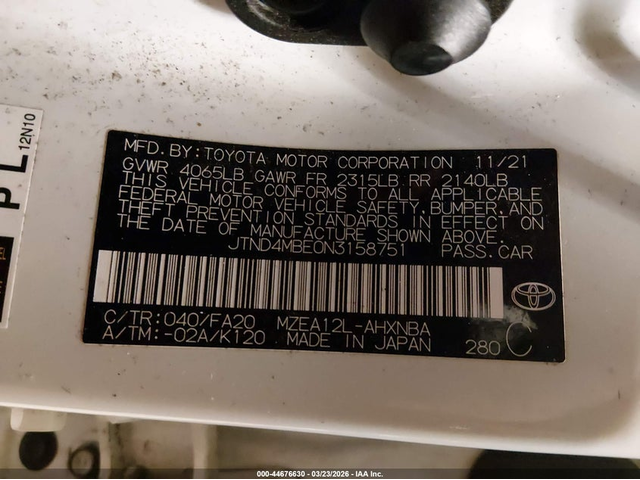 MFD. BY: TOYOTA MOTOR CORPORATION 11/21
GVWR 4065LB GAWR FR 2315LB RR 2140LB
THIS VEHICLE CONFORMS TO ALL APPLICABLE
FEDERAL MOTOR VEHICLE SAFETY, BUMPER, AND
THEFT PREVENTION STANDARDS IN EFFECT ON
THE DATE OF MANUFACTURE SHOWN ABOVE.
JTND4MBE0N3158751 PASS. CAR
C/TR: 040/FA20 MZEA12L-AHXNBA
A/TM: -02A/K120 MADE IN JAPAN 280 C
P L
12N10
000-44676630 - 03/23/2026 - IAA Inc.